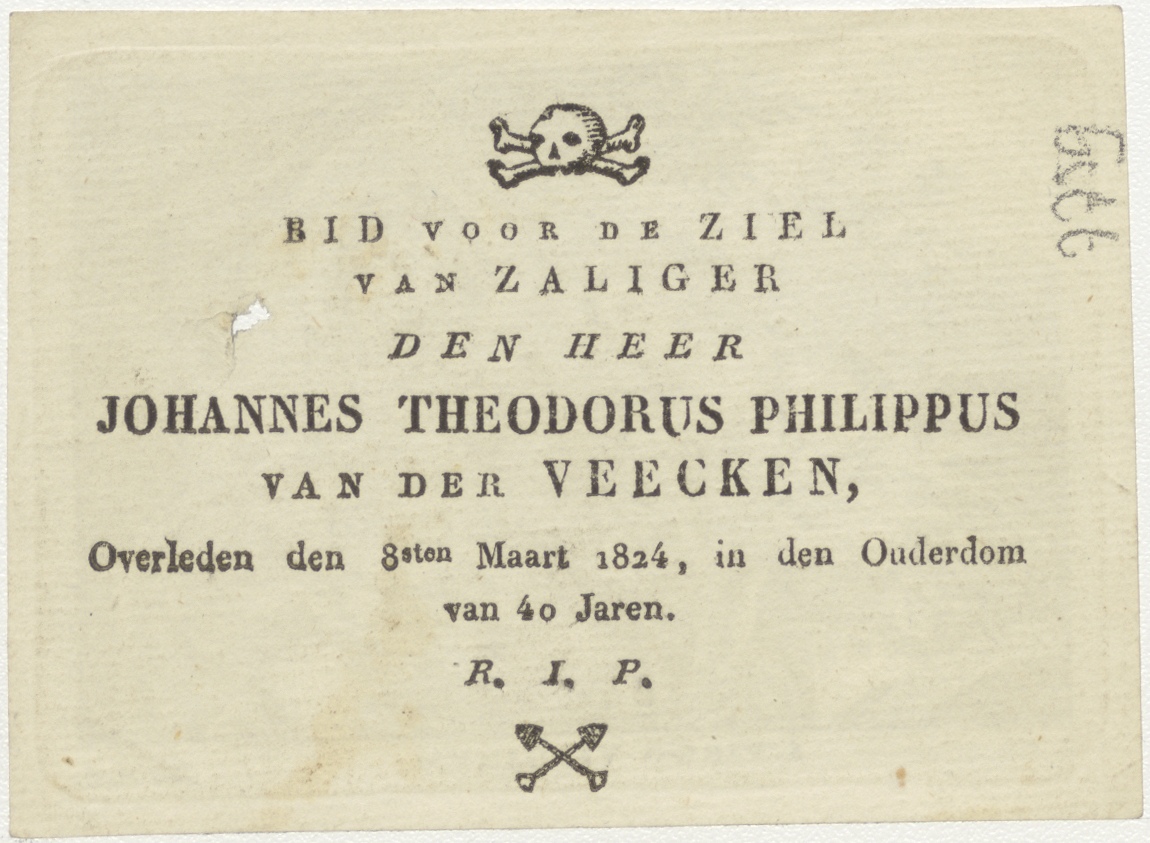 BID VOOR DE ZIEL
VAN ZALIGER
DEN HEER
JOHANNES THEODORUS PHILIPPUS
VAN DER VEECKEN,
Overleden den 8sten Maart 1824, in den Ouderdom
van 40 Jaren.
R. I. P.